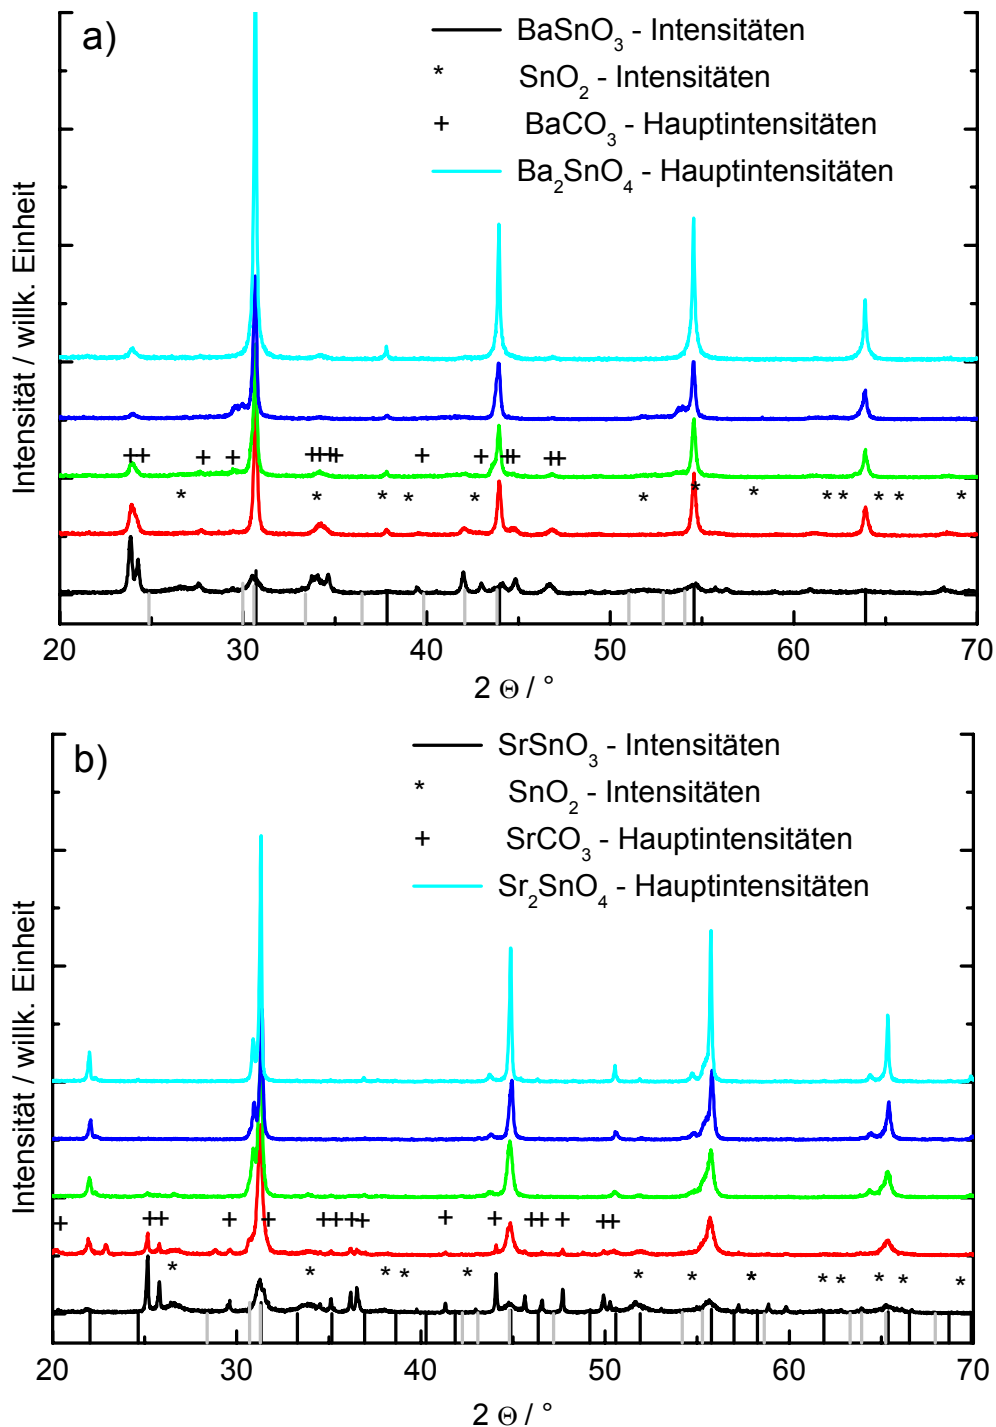 a)
BaSnO₃ - Intensitäten
* SnO₂ - Intensitäten
+ BaCO₃ - Hauptintensitäten
Ba₂SnO₄ - Hauptintensitäten
Intensität / willk. Einheit
20 30 40 50 60 70
2 Θ / °
b)
SrSnO₃ - Intensitäten
* SnO₂ - Intensitäten
+ SrCO₃ - Hauptintensitäten
Sr₂SnO₄ - Hauptintensitäten
Intensität / willk. Einheit
20 30 40 50 60 70
2 Θ / °